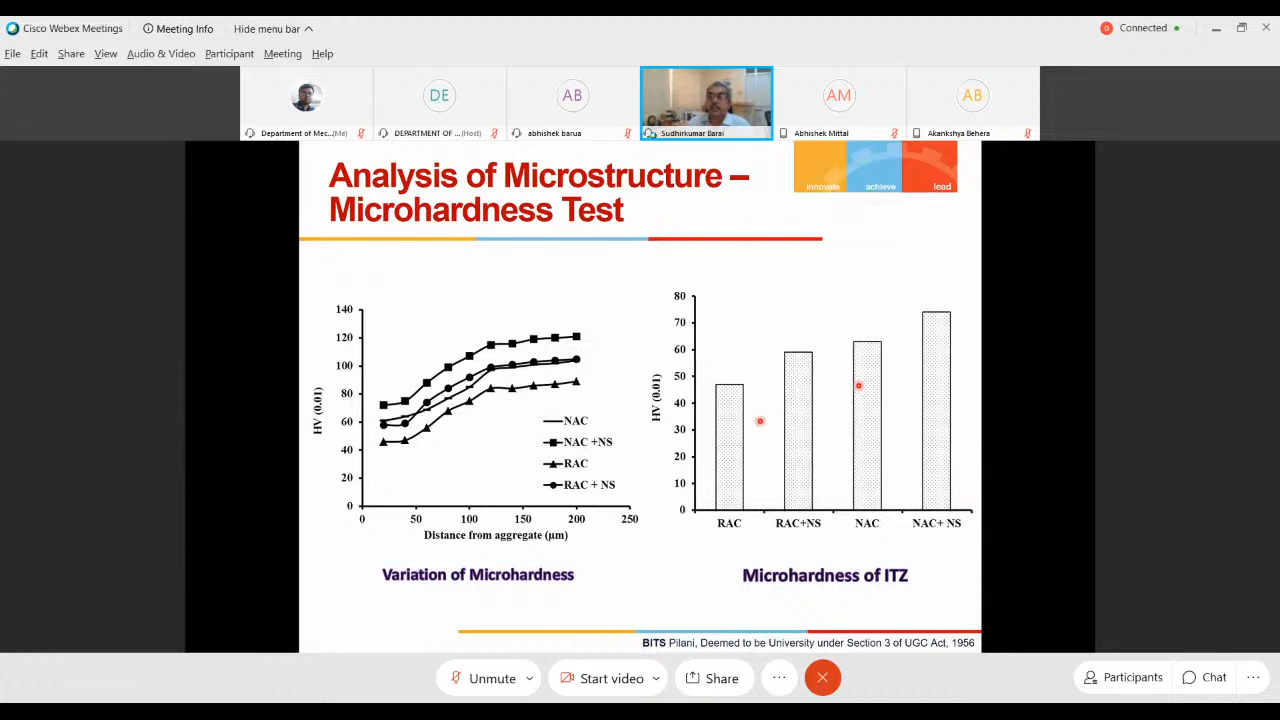 Cisco Webex Meetings
Meeting Info
Hide menu bar
Connected
File Edit Share View Audio & Video Participant Meeting Help
DE
AB
AM
AB
Department of Mec... (Me)
DEPARTMENT OF ... (Host)
abhishek barua
Sudhirkumar Barai
Abhishek Mittal
Akankshya Behera
Analysis of Microstructure –
Microhardness Test
innovate achieve lead
140
120
100
80
60
40
20
0
HV (0.01)
0 50 100 150 200 250
Distance from aggregate (µm)
NAC
NAC +NS
RAC
RAC + NS
Variation of Microhardness
80
70
60
50
40
30
20
10
0
HV (0.01)
RAC RAC+NS NAC NAC+ NS
Microhardness of ITZ
BITS Pilani, Deemed to be University under Section 3 of UGC Act, 1956
Unmute
Start video
Share
Participants
Chat